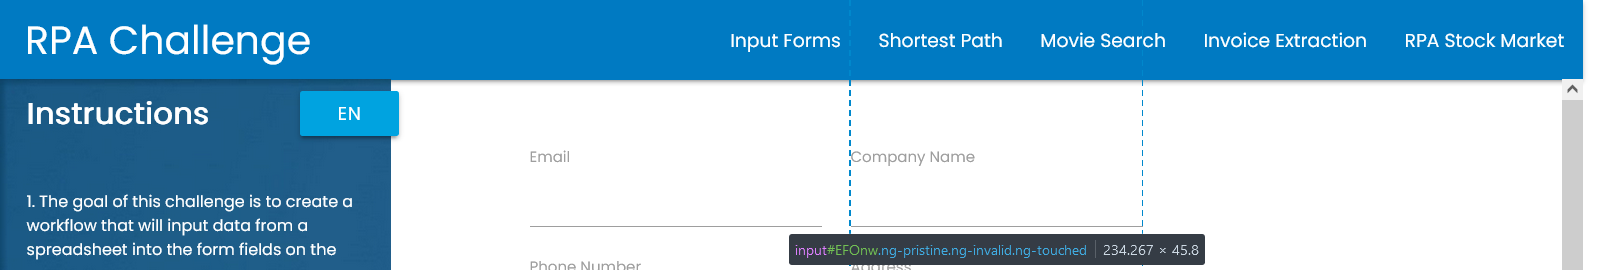 RPA Challenge
Input Forms
Shortest Path
Movie Search
Invoice Extraction
RPA Stock Market
Instructions
EN
1. The goal of this challenge is to create a
workflow that will input data from a
spreadsheet into the form fields on the
Email
Company Name
input#EFOnw.ng-pristine.ng-invalid.ng-touched 234.267 × 45.8
Phone Number
Address